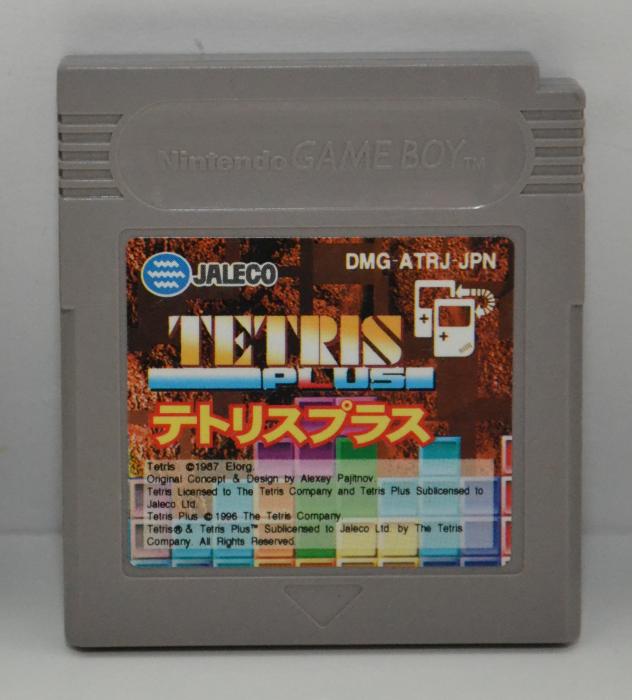 Nintendo GAME BOY TM
JALECO
DMG-ATRJ-JPN
TETRIS
PLUS
テトリスプラス
Tetris ©1987 Elorg.
Original Concept & Design by Alexey Pajitnov.
Tetris Licensed to The Tetris Company and Tetris Plus Sublicensed to
Jaleco Ltd.
Tetris Plus ©1996 The Tetris Company.
Tetris® & Tetris Plus™ Sublicensed to Jaleco Ltd. by The Tetris
Company. All Rights Reserved.